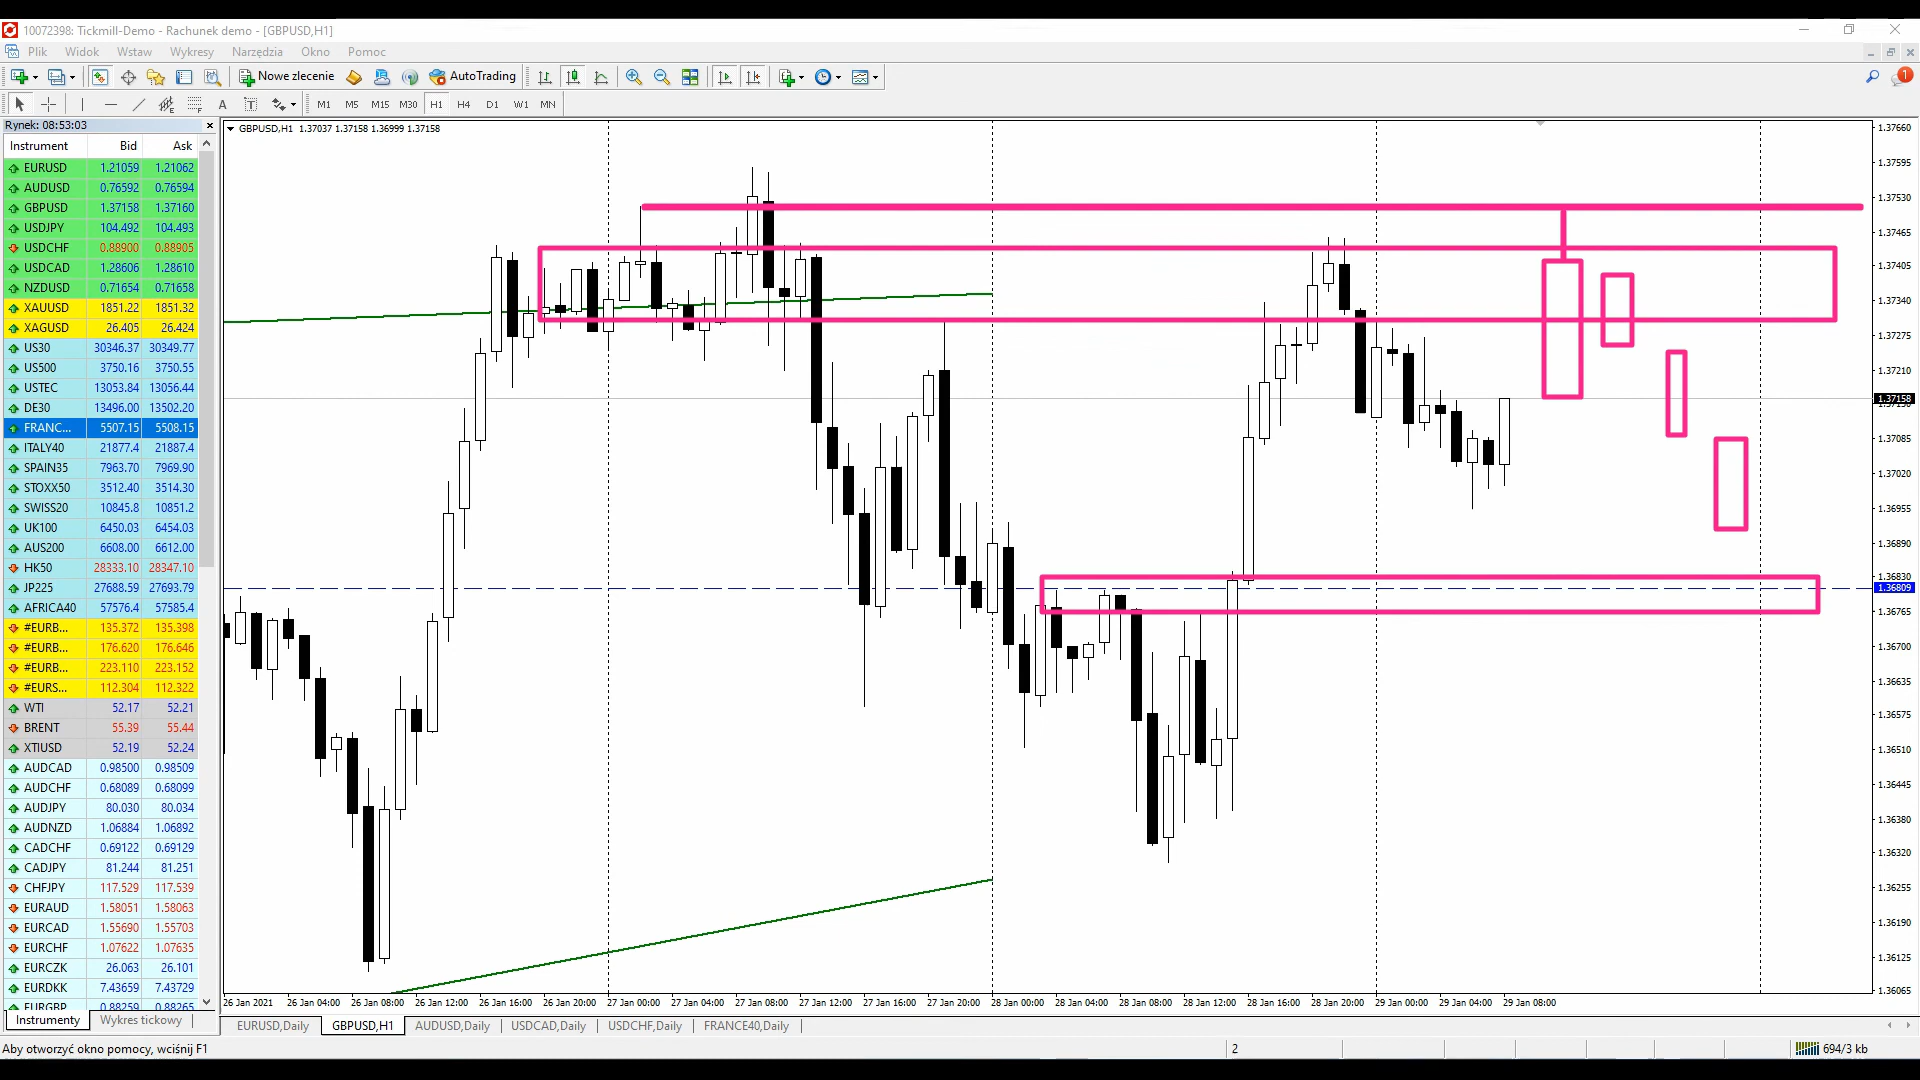 10072398: Tickmill-Demo - Rachunek demo - [GBPUSD,H1]
Plik Widok Wstaw Wykresy Narzędzia Okno Pomoc
Nowe zlecenie AutoTrading 1
A T M1 M5 M15 M30 H1 H4 D1 W1 MN
Rynek: 08:53:03
Instrument Bid Ask
EURUSD 1.21059 1.21062
AUDUSD 0.76592 0.76594
GBPUSD 1.37158 1.37160
USDJPY 104.492 104.493
USDCHF 0.88900 0.88905
USDCAD 1.28606 1.28610
NZDUSD 0.71654 0.71658
XAUUSD 1851.22 1851.32
XAGUSD 26.405 26.424
US30 30346.37 30349.77
US500 3750.16 3750.55
USTEC 13053.84 13056.44
DE30 13496.00 13502.20
FRANC... 5507.15 5508.15
ITALY40 21877.4 21887.4
SPAIN35 7963.70 7969.90
STOXX50 3512.40 3514.30
SWISS20 10845.8 10851.2
UK100 6450.03 6454.03
AUS200 6608.00 6612.00
HK50 28333.10 28347.10
JP225 27688.59 27693.79
AFRICA40 57576.4 57585.4
#EURB... 135.372 135.398
#EURB... 176.620 176.646
#EURB... 223.110 223.152
#EURS... 112.304 112.322
WTI 52.17 52.21
BRENT 55.39 55.44
XTIUSD 52.19 52.24
AUDCAD 0.98500 0.98509
AUDCHF 0.68089 0.68099
AUDJPY 80.030 80.034
AUDNZD 1.06884 1.06892
CADCHF 0.69122 0.69129
CADJPY 81.244 81.251
CHFJPY 117.529 117.539
EURAUD 1.58051 1.58063
EURCAD 1.55690 1.55703
EURCHF 1.07622 1.07635
EURCZK 26.063 26.101
EURDKK 7.43659 7.43729
EURGBP 0.88259 0.88265
Instrumenty Wykres tickowy
GBPUSD,H1 1.37037 1.37158 1.36999 1.37158
1.37660
1.37595
1.37530
1.37465
1.37405
1.37340
1.37275
1.37210
1.37158
1.37085
1.37020
1.36955
1.36890
1.36830
1.36809
1.36765
1.36700
1.36635
1.36575
1.36510
1.36445
1.36380
1.36320
1.36255
1.36190
1.36125
1.36065
26 Jan 2021 26 Jan 04:00 26 Jan 08:00 26 Jan 12:00 26 Jan 16:00 26 Jan 20:00 27 Jan 00:00 27 Jan 04:00 27 Jan 08:00 27 Jan 12:00 27 Jan 16:00 27 Jan 20:00 28 Jan 00:00 28 Jan 04:00 28 Jan 08:00 28 Jan 12:00 28 Jan 16:00 28 Jan 20:00 29 Jan 00:00 29 Jan 04:00 29 Jan 08:00
EURUSD,Daily GBPUSD,H1 AUDUSD,Daily USDCAD,Daily USDCHF,Daily FRANCE40,Daily
Aby otworzyć okno pomocy, wciśnij F1 2 694/3 kb